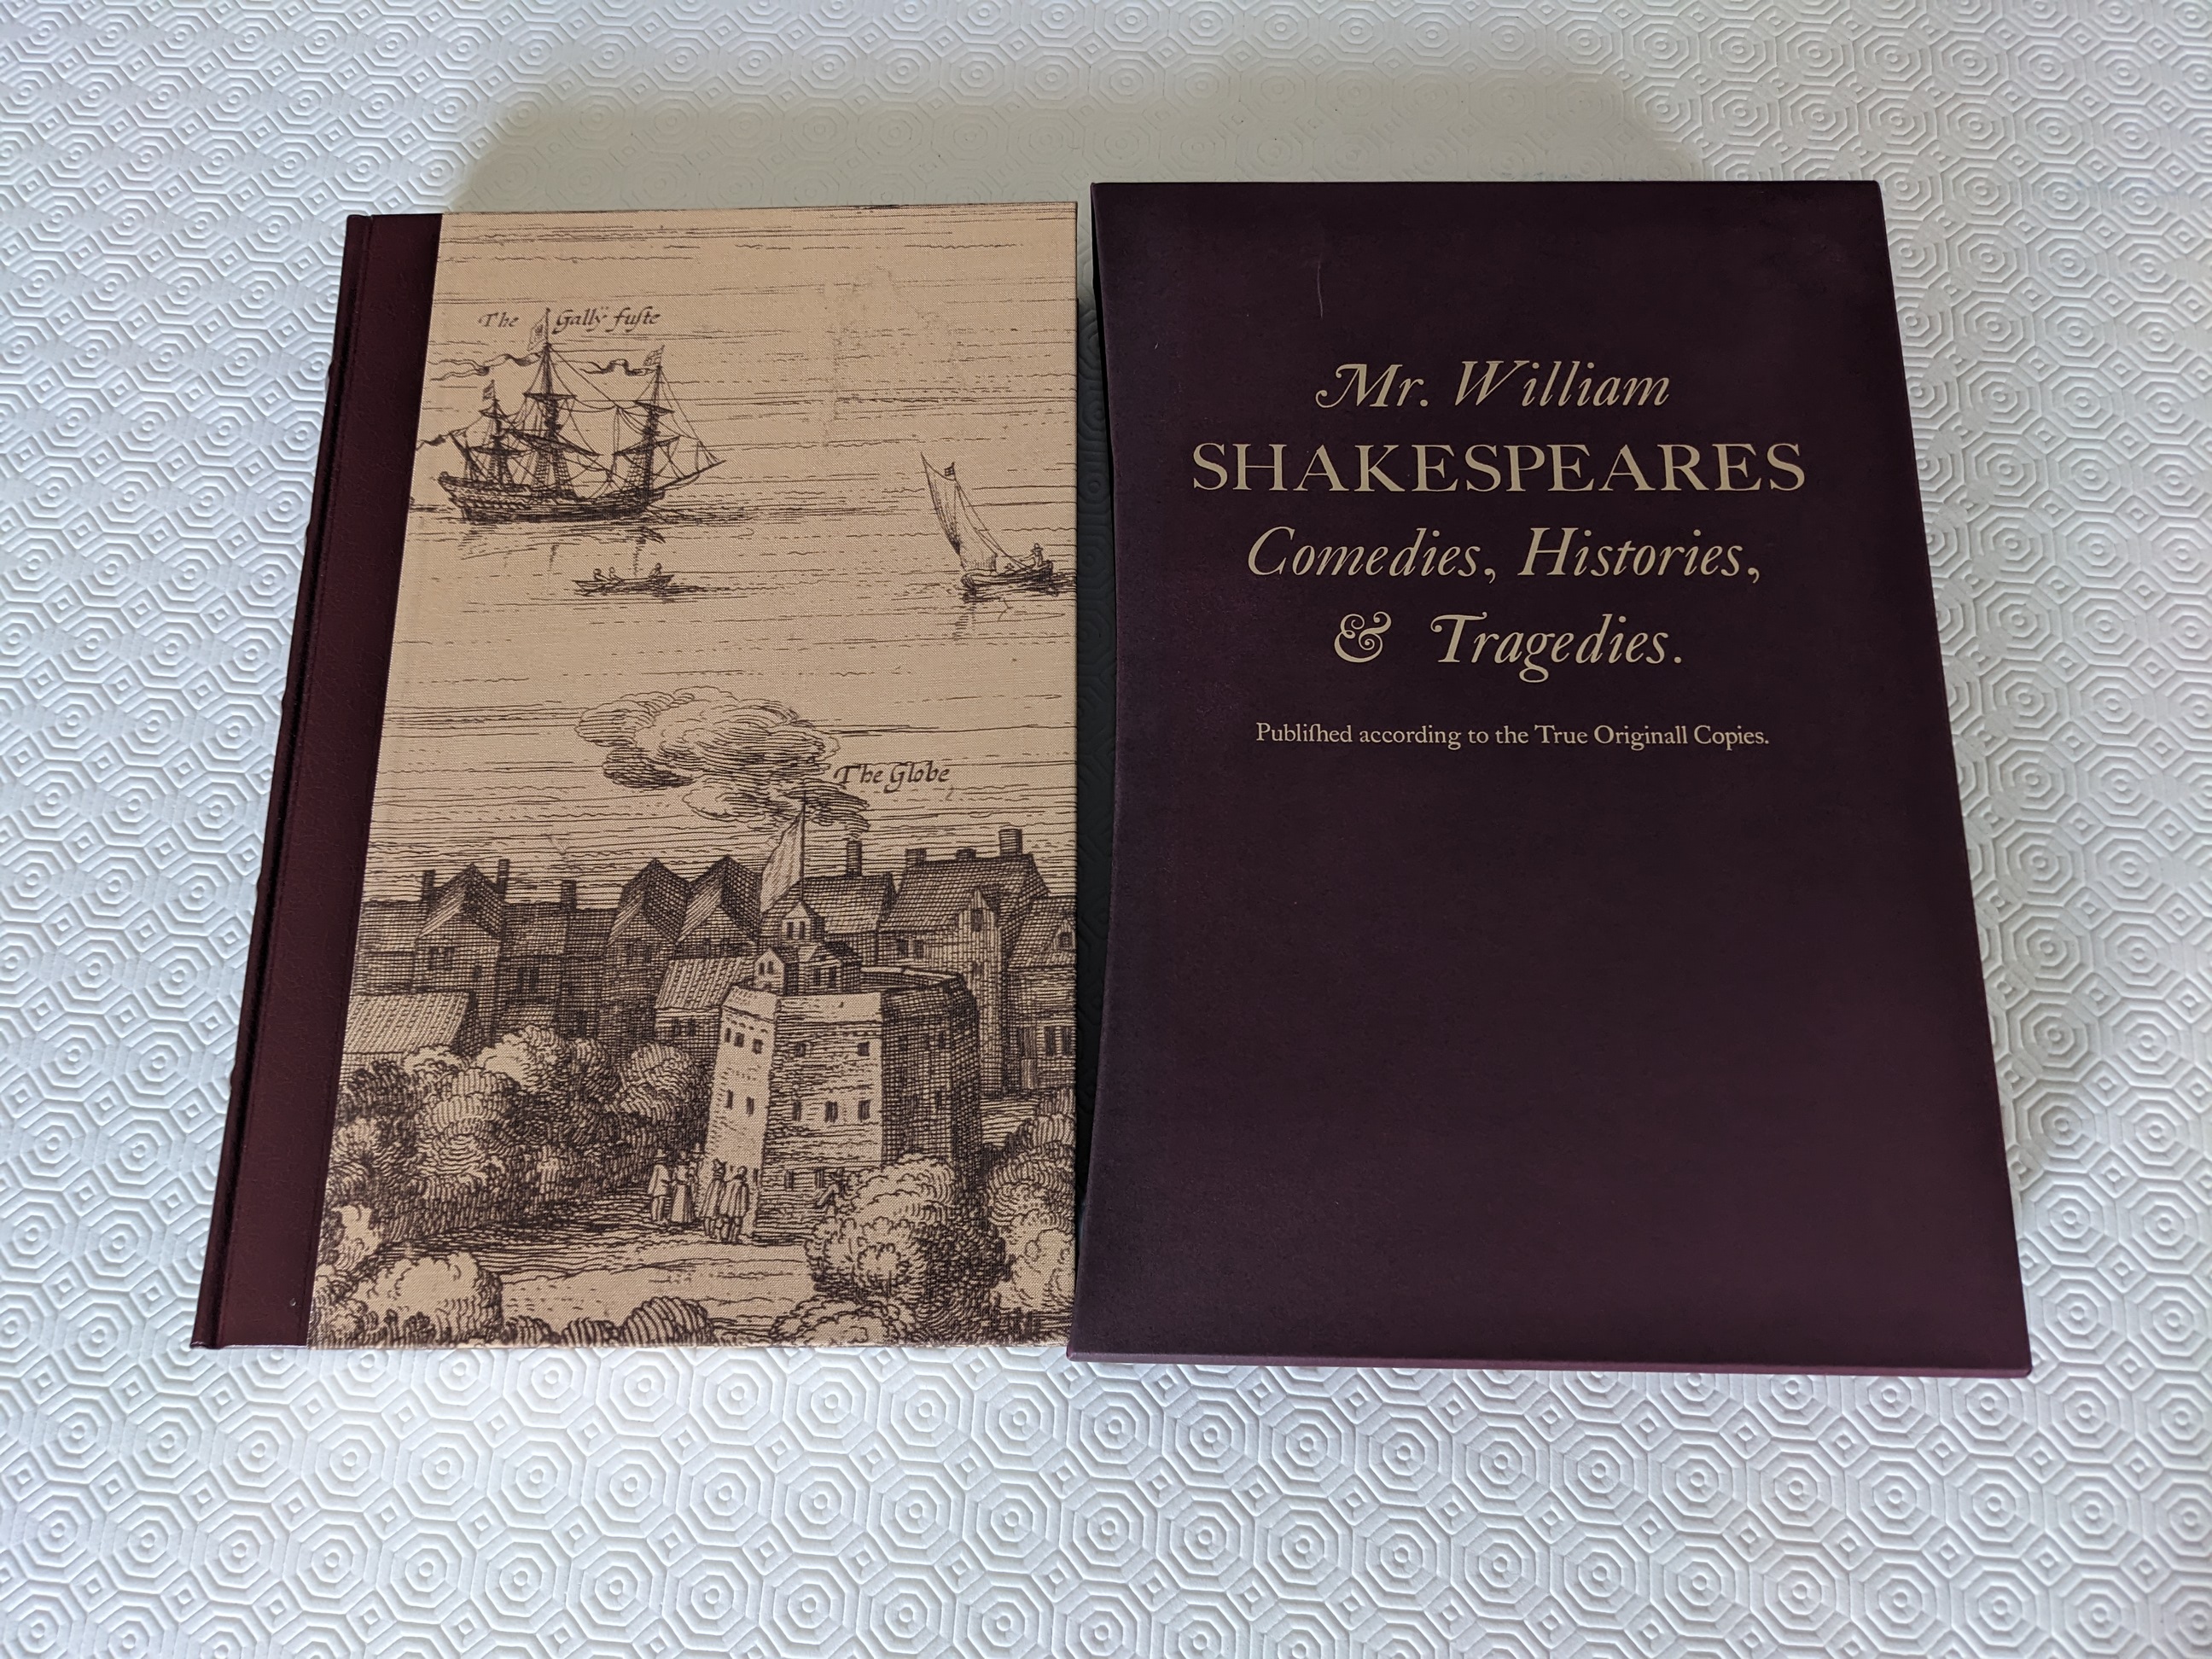 The Gally fuſte
The Globe
Mr. William
SHAKESPEARES
Comedies, Histories,
& Tragedies.
Publiſhed according to the True Originall Copies.